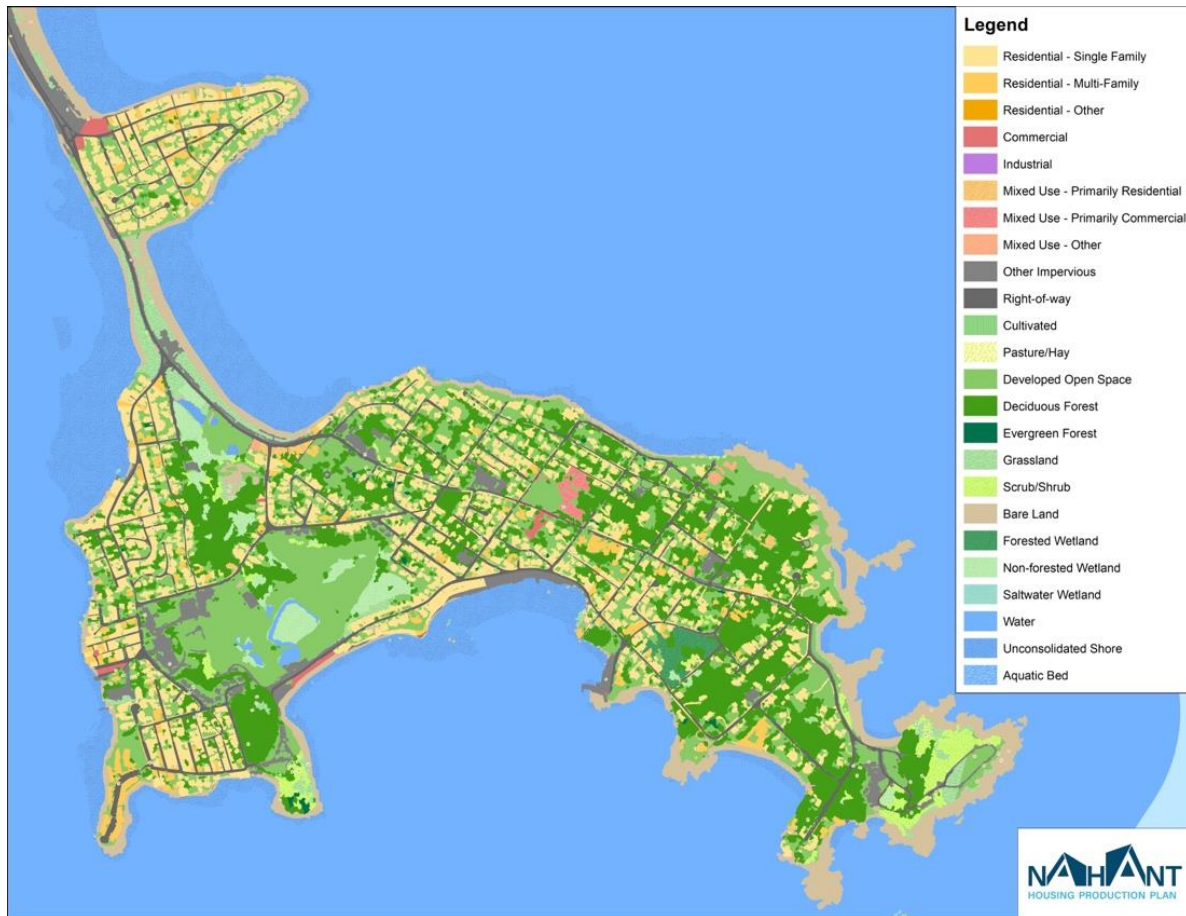 Legend
Residential - Single Family
Residential - Multi-Family
Residential - Other
Commercial
Industrial
Mixed Use - Primarily Residential
Mixed Use - Primarily Commercial
Mixed Use - Other
Other Impervious
Right-of-way
Cultivated
Pasture/Hay
Developed Open Space
Deciduous Forest
Evergreen Forest
Grassland
Scrub/Shrub
Bare Land
Forested Wetland
Non-forested Wetland
Saltwater Wetland
Water
Unconsolidated Shore
Aquatic Bed
NAHANT
HOUSING PRODUCTION PLAN